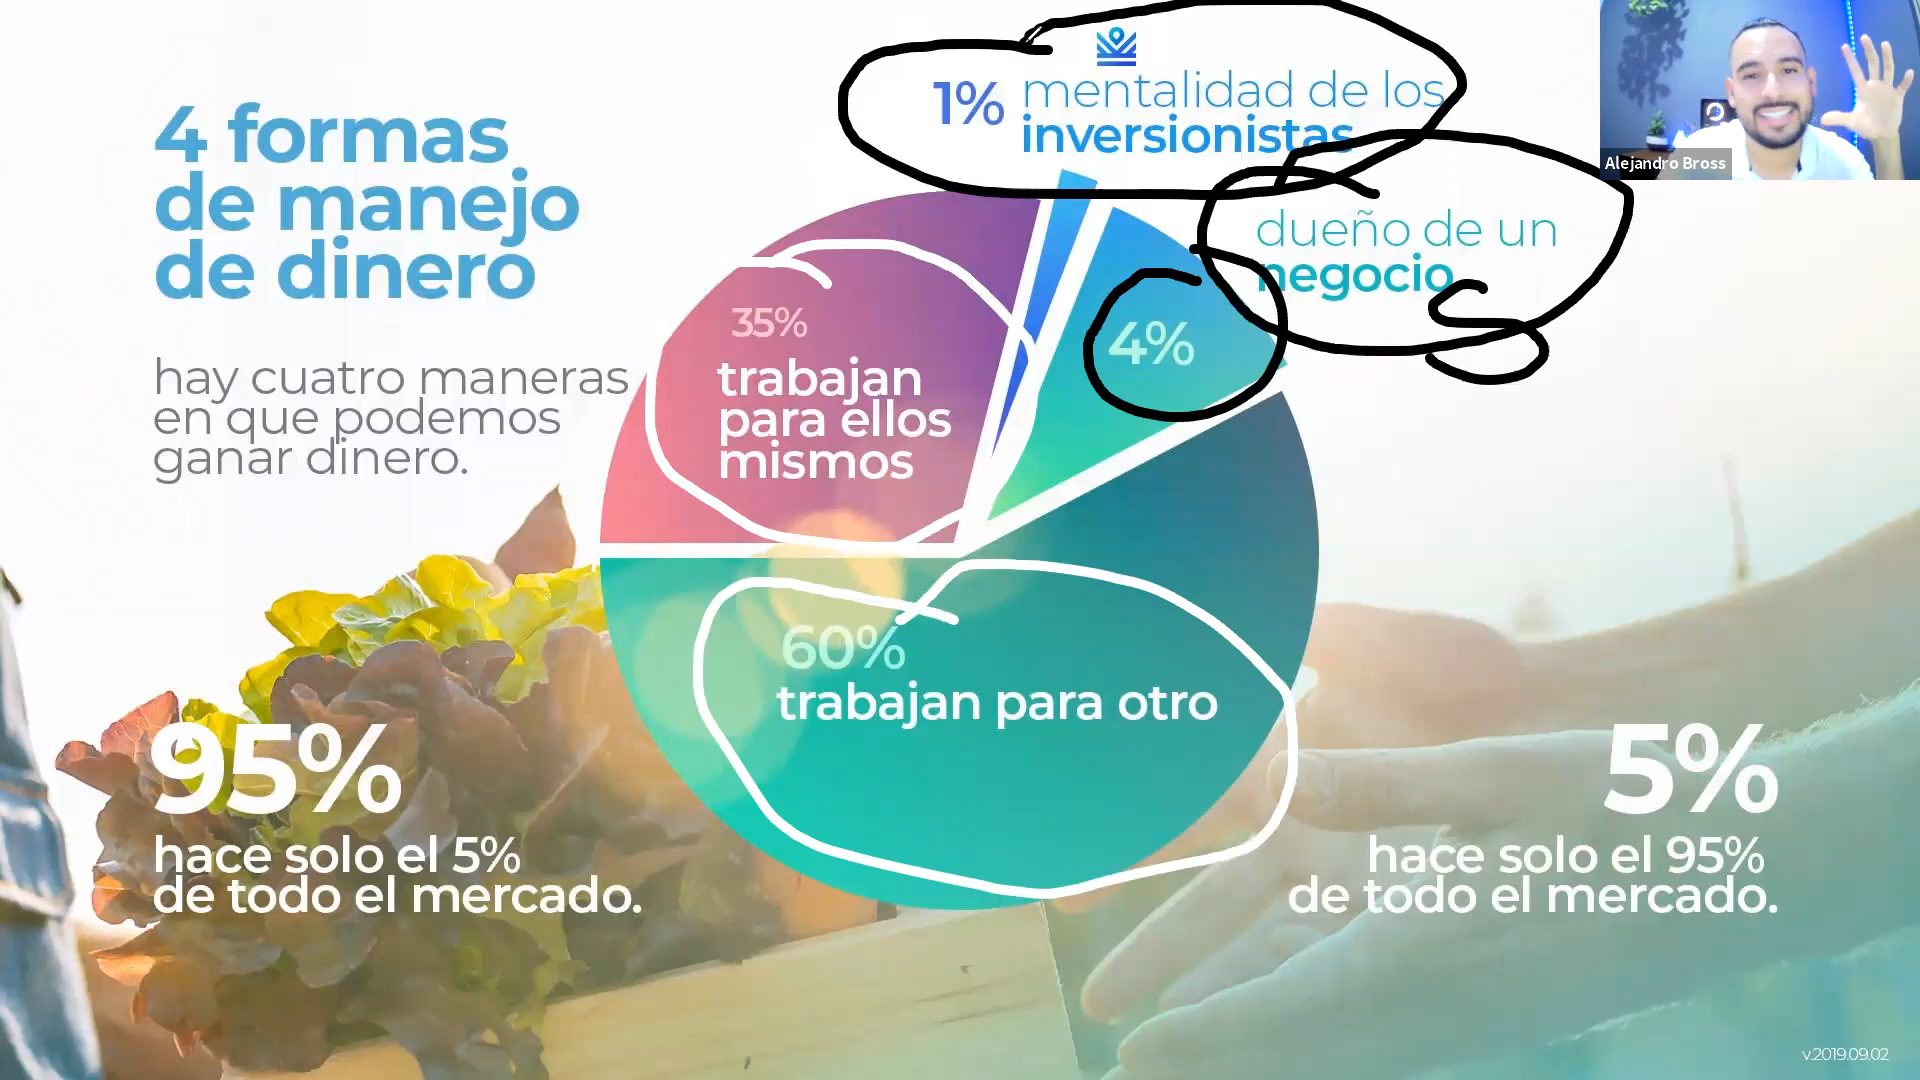 4 formas
de manejo
de dinero
hay cuatro maneras
en que podemos
ganar dinero.
1% mentalidad de los
inversionistas
Alejandro Bross
dueño de un
negocio
4%
35%
trabajan
para ellos
mismos
60%
trabajan para otro
95%
hace solo el 5%
de todo el mercado.
5%
hace solo el 95%
de todo el mercado.
v.2019.09.02